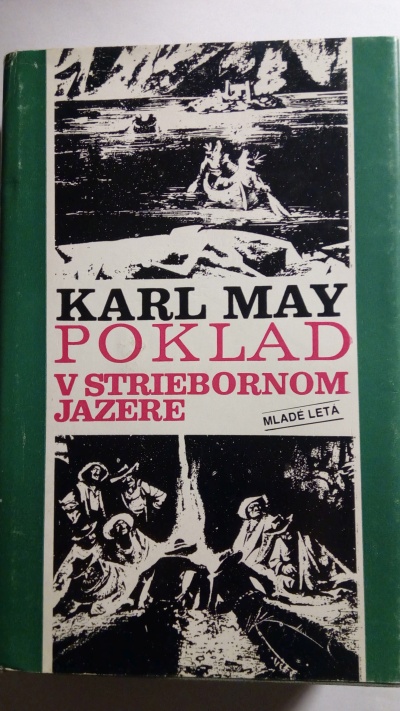 KARL MAY
POKLAD
V STRIEBORNOM
JAZERE
MLADÉ LETÁ